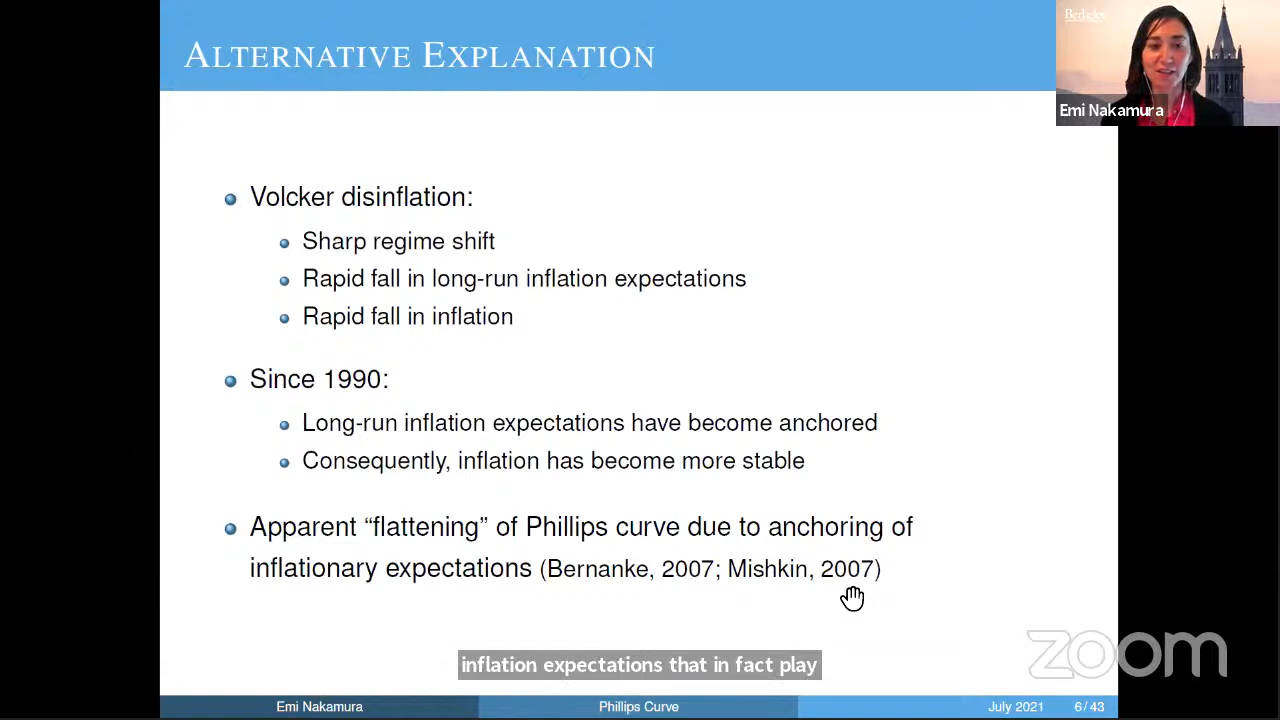 ALTERNATIVE EXPLANATION
Berkeley
Emi Nakamura
Volcker disinflation:
Sharp regime shift
Rapid fall in long-run inflation expectations
Rapid fall in inflation
Since 1990:
Long-run inflation expectations have become anchored
Consequently, inflation has become more stable
Apparent “flattening” of Phillips curve due to anchoring of
inflationary expectations (Bernanke, 2007; Mishkin, 2007)
zoom
inflation expectations that in fact play
Emi Nakamura Phillips Curve July 2021 6 / 43